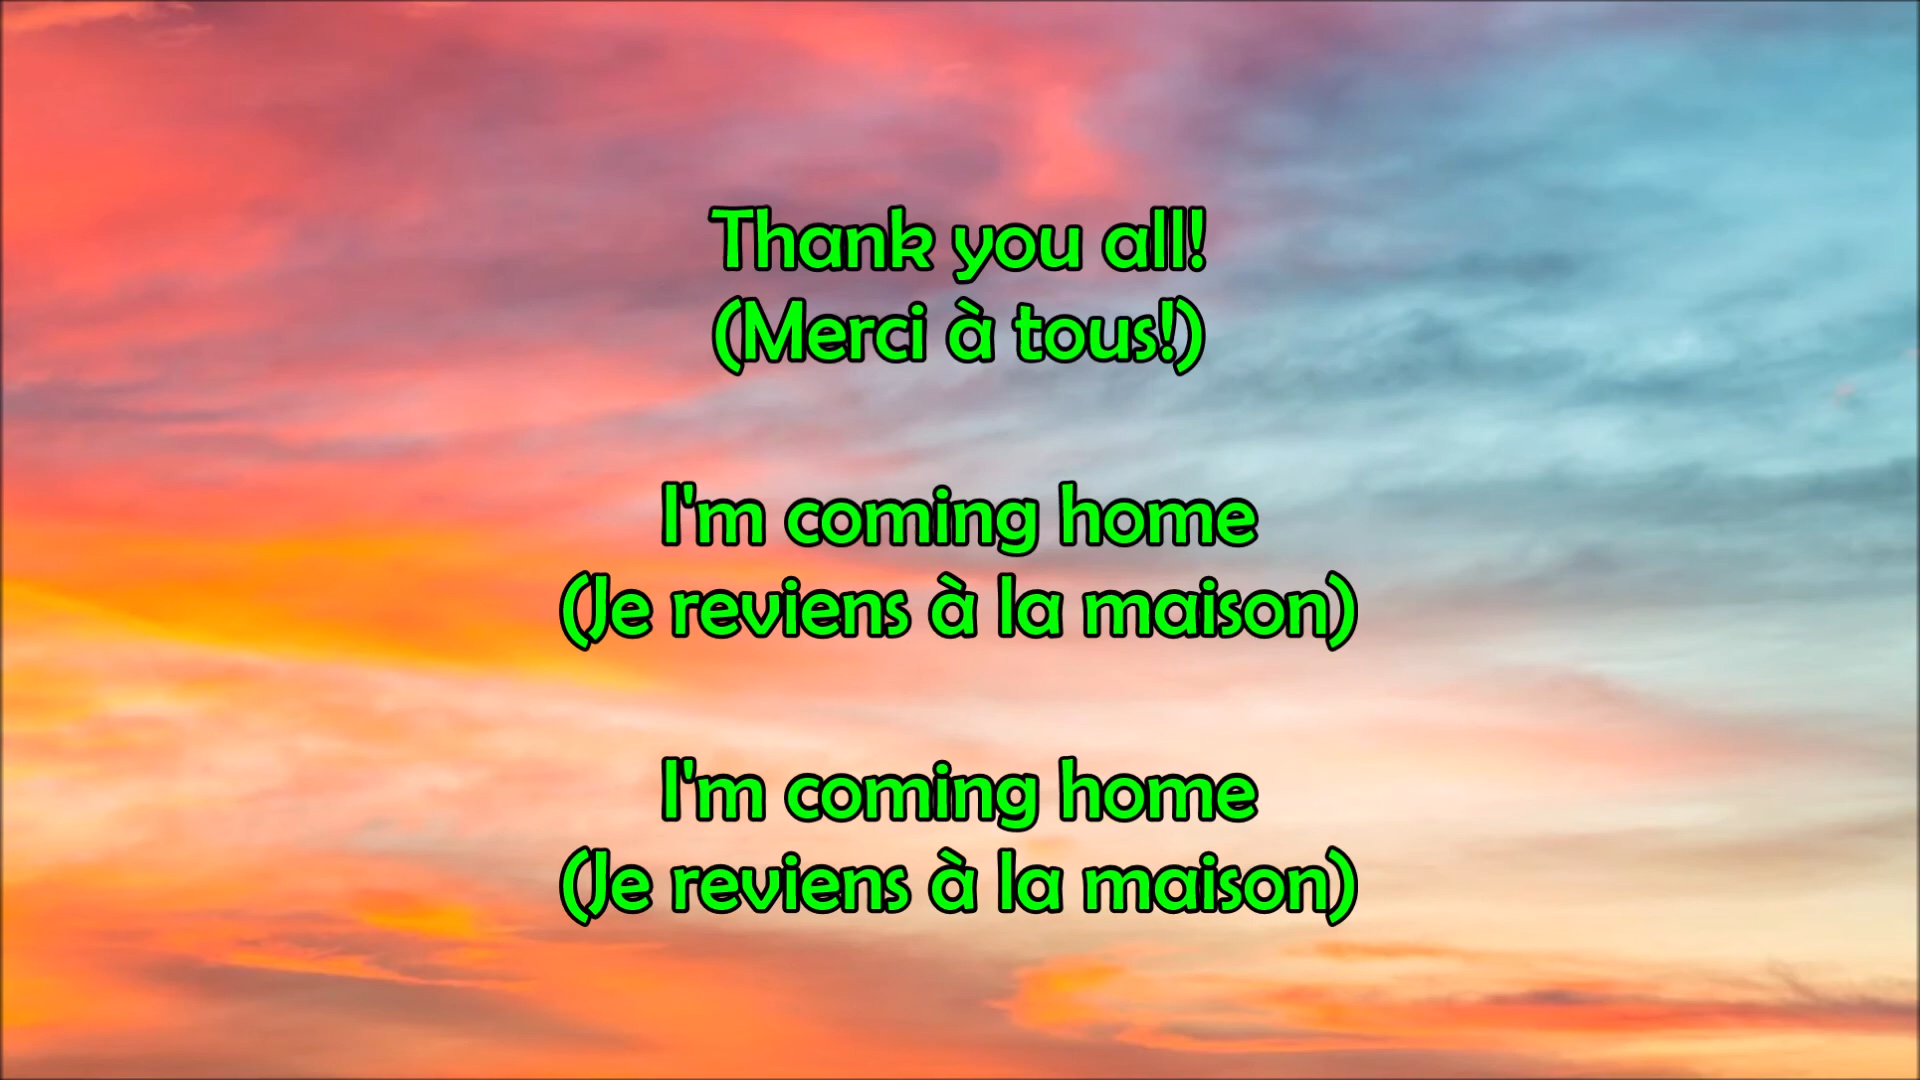 Thank you all!
(Merci à tous!)
I'm coming home
(Je reviens à la maison)
I'm coming home
(Je reviens à la maison)